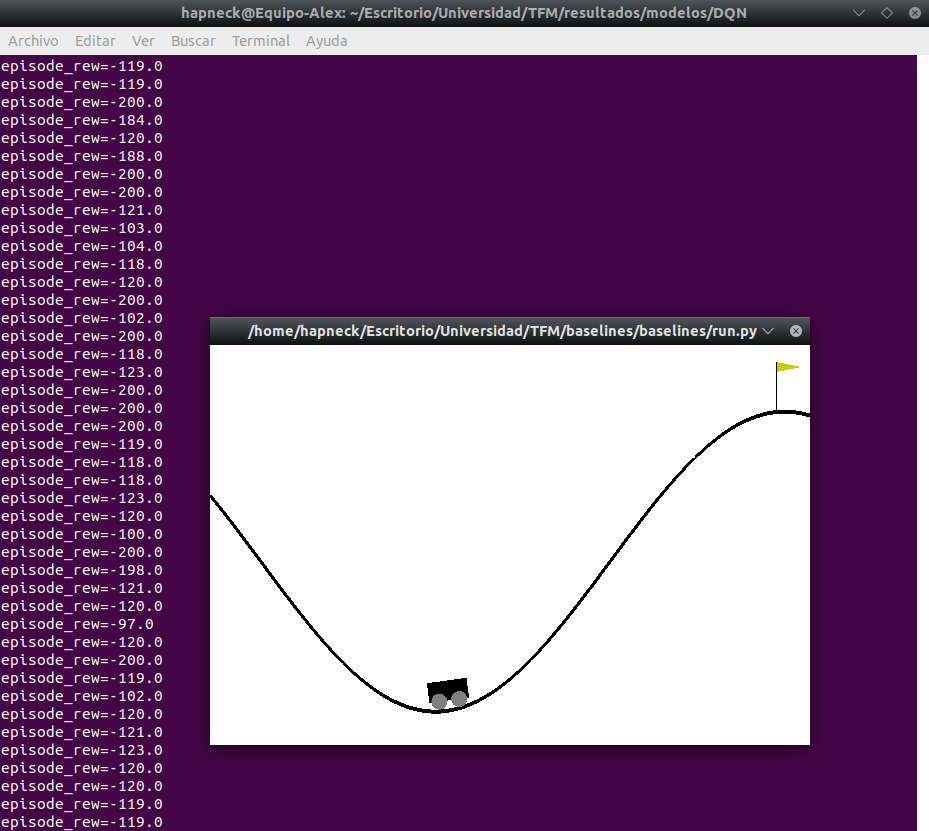 hapneck@Equipo-Alex: ~/Escritorio/Universidad/TFM/resultados/modelos/DQN
Archivo Editar Ver Buscar Terminal Ayuda
episode_rew=-119.0
episode_rew=-119.0
episode_rew=-200.0
episode_rew=-184.0
episode_rew=-120.0
episode_rew=-188.0
episode_rew=-200.0
episode_rew=-200.0
episode_rew=-121.0
episode_rew=-103.0
episode_rew=-104.0
episode_rew=-118.0
episode_rew=-120.0
episode_rew=-200.0
episode_rew=-102.0
episode_rew=-200.0
episode_rew=-118.0
episode_rew=-123.0
episode_rew=-200.0
episode_rew=-200.0
episode_rew=-200.0
episode_rew=-119.0
episode_rew=-118.0
episode_rew=-118.0
episode_rew=-123.0
episode_rew=-120.0
episode_rew=-100.0
episode_rew=-200.0
episode_rew=-198.0
episode_rew=-121.0
episode_rew=-120.0
episode_rew=-97.0
episode_rew=-120.0
episode_rew=-200.0
episode_rew=-119.0
episode_rew=-102.0
episode_rew=-120.0
episode_rew=-121.0
episode_rew=-123.0
episode_rew=-120.0
episode_rew=-120.0
episode_rew=-119.0
episode_rew=-119.0
/home/hapneck/Escritorio/Universidad/TFM/baselines/baselines/run.py